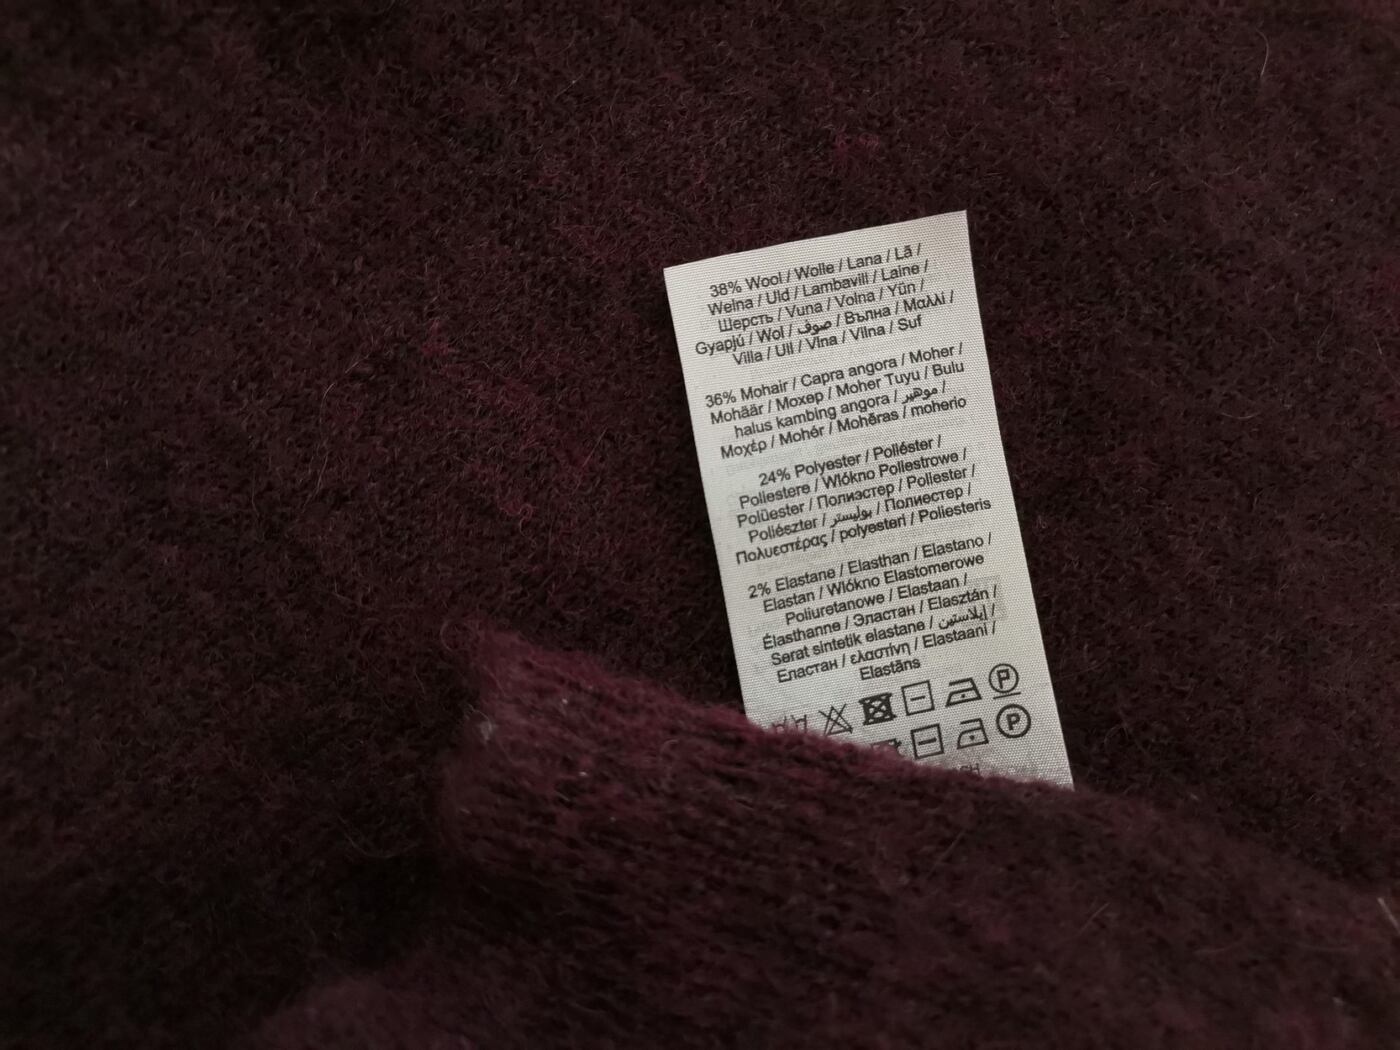 38% Wool / Wolle / Lana / Lã /
Wełna / Uld / Lambavill / Laine /
Шерсть / Vuna / Volna / Yün /
Gyapjú / Wol / صوف / Вълна / Μαλλί /
Villa / Ull / Vlna / Vilna / Suf
36% Mohair / Capra angora / Moher /
Mohäär / Мохер / Moher Tuyu / Bulu
halus kambing angora / موهير /
Μοχέρ / Mohér / Mohēras / moherio
24% Polyester / Poliéster /
Poliestere / Włókno Poliestrowe /
Polüester / Полиэстер / Poliester /
Poliészter / بوليستر / Полиестер /
Πολυεστέρας / polyesteri / Poliesteris
2% Elastane / Elasthan / Elastano /
Elastan / Włókno Elastomerowe
Poliuretanowe / Elastaan /
Élasthanne / Эластан / Elasztán /
Serat sintetik elastane / إيلاستين /
Еластан / ελαστίνη / Elastaani /
Elastāns
P
P